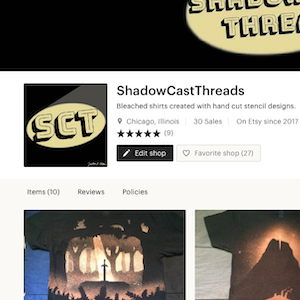 SHADOW
THREA
SCT
ShadowCastThreads
Bleached shirts created with hand cut stencil designs.
Chicago, Illinois | 30 Sales | On Etsy since 2017
★★★★★ (9)
Edit shop
Favorite shop (27)
Items (10) Reviews Policies